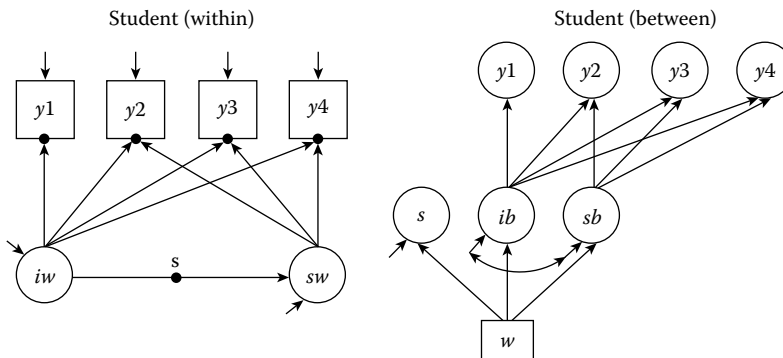 Student (within)
y1 y2 y3 y4
s
iw sw
Student (between)
y1 y2 y3 y4
s ib sb
w